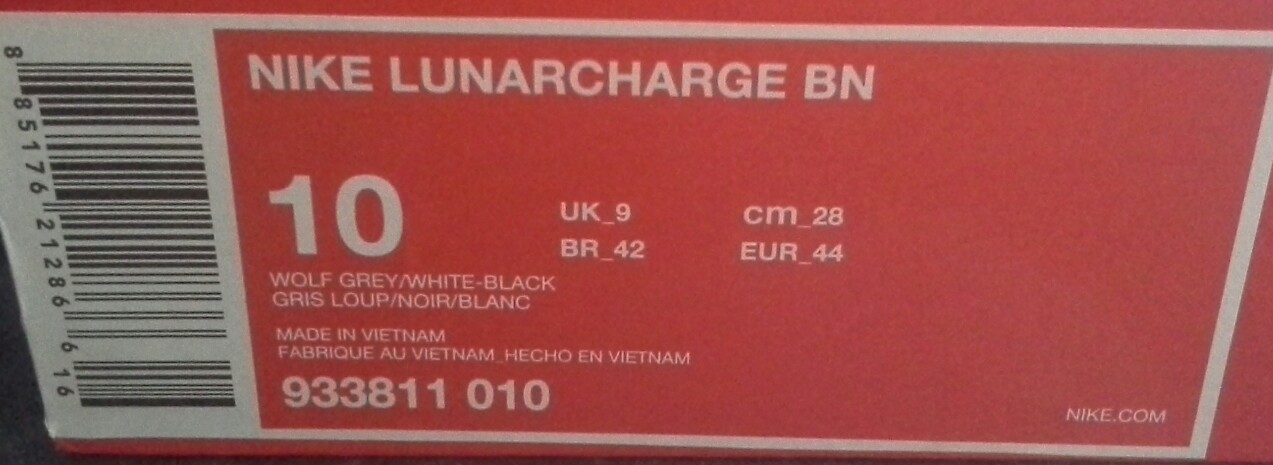 NIKE LUNARCHARGE BN
10
UK_9 cm_28
BR_42 EUR_44
WOLF GREY/WHITE-BLACK
GRIS LOUP/NOIR/BLANC
MADE IN VIETNAM
FABRIQUE AU VIETNAM_HECHO EN VIETNAM
933811 010
NIKE.COM
8 85176 21286 6 16